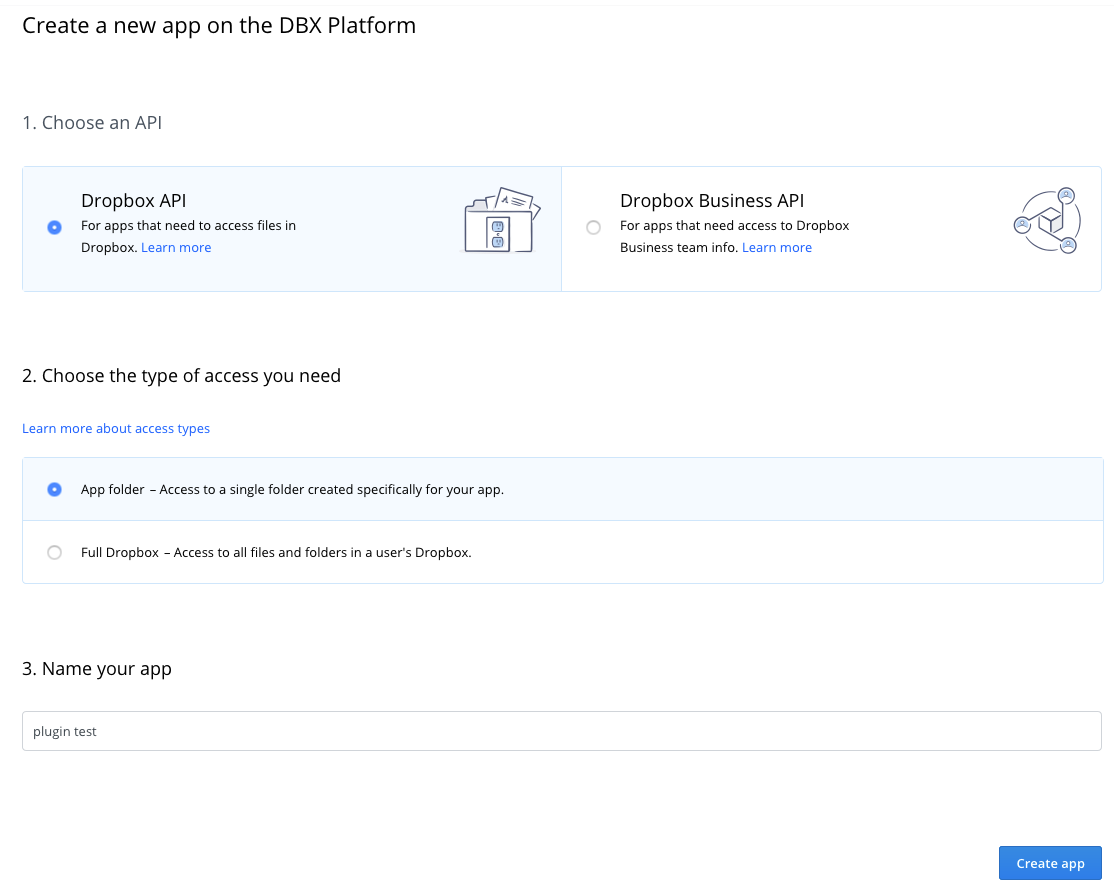 Create a new app on the DBX Platform
1. Choose an API
Dropbox API
For apps that need to access files in
Dropbox. Learn more
Dropbox Business API
For apps that need access to Dropbox
Business team info. Learn more
2. Choose the type of access you need
Learn more about access types
App folder – Access to a single folder created specifically for your app.
Full Dropbox – Access to all files and folders in a user's Dropbox.
3. Name your app
plugin test
Create app